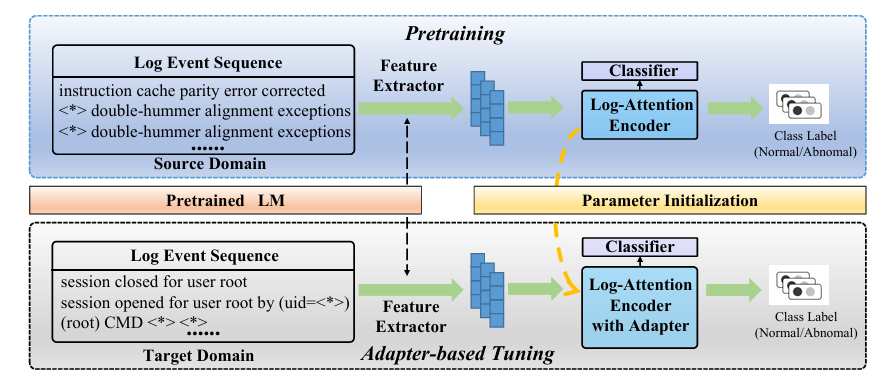 Pretraining
Log Event Sequence
instruction cache parity error corrected
<*> double-hummer alignment exceptions
<*> double-hummer alignment exceptions
......
Source Domain
Feature
Extractor
Classifier
Log-Attention
Encoder
Class Label
(Normal/Abnomal)
Pretrained LM
Parameter Initialization
Log Event Sequence
session closed for user root
session opened for user root by (uid=<*>)
(root) CMD <*> <*>
......
Target Domain
Feature
Extractor
Adapter-based Tuning
Classifier
Log-Attention
Encoder
with Adapter
Class Label
(Normal/Abnomal)